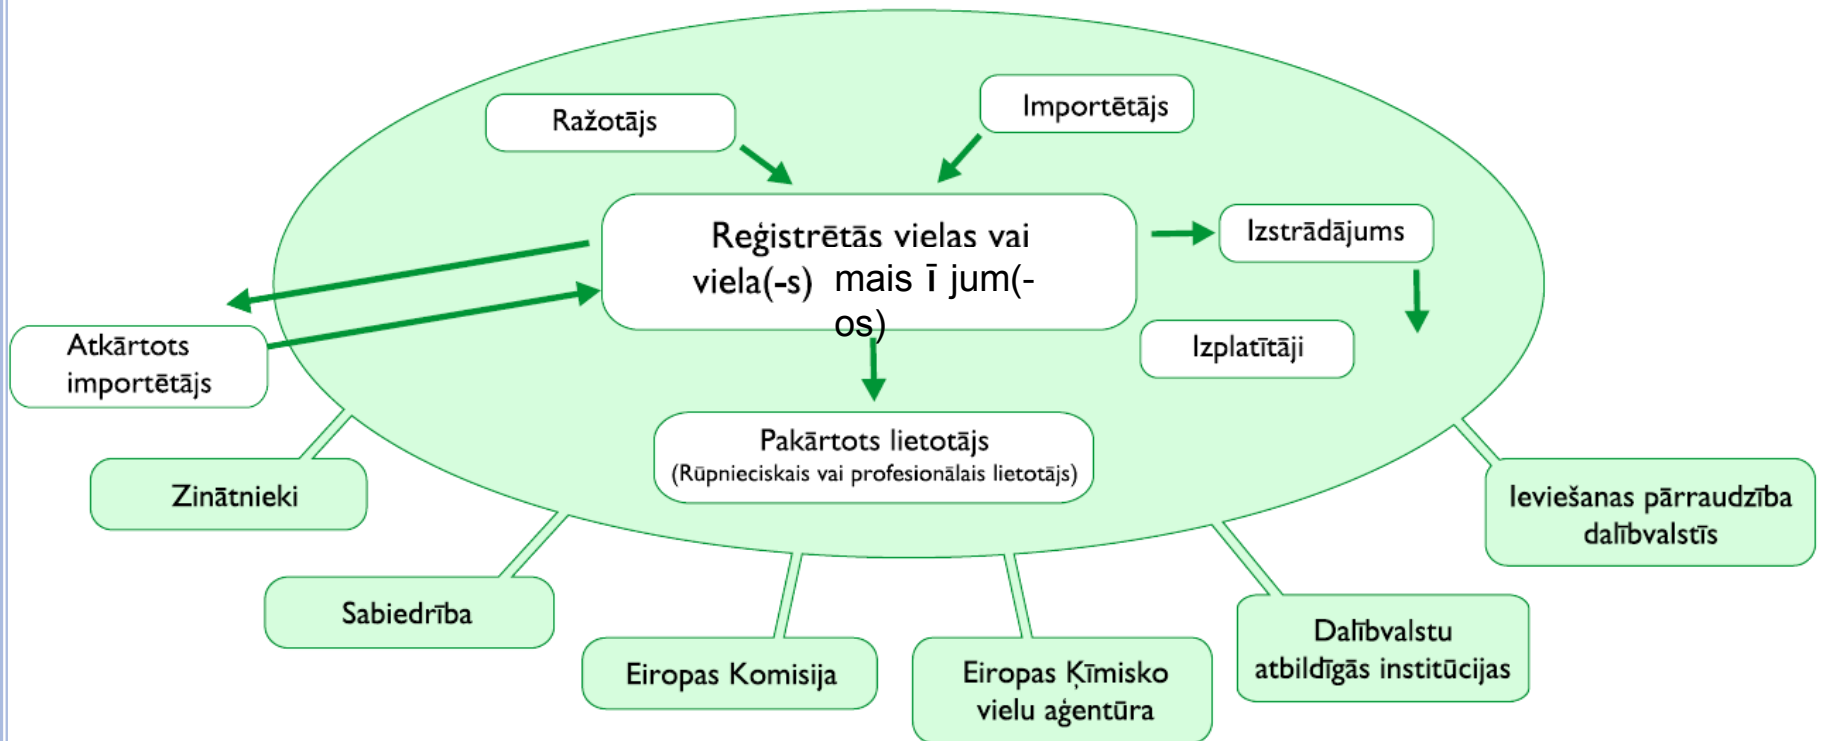 Ražotājs
Importētājs
Reģistrētās vielas vai
viela(-s) mais ī jum(-
os)
Izstrādājums
Izplatītāji
Atkārtots
importētājs
Pakārtots lietotājs
(Rūpnieciskais vai profesionālais lietotājs)
Zinātnieki
Ieviešanas pārraudzība
dalībvalstīs
Sabiedrība
Eiropas Komisija
Eiropas Ķīmisko
vielu aģentūra
Dalībvalstu
atbildīgās institūcijas